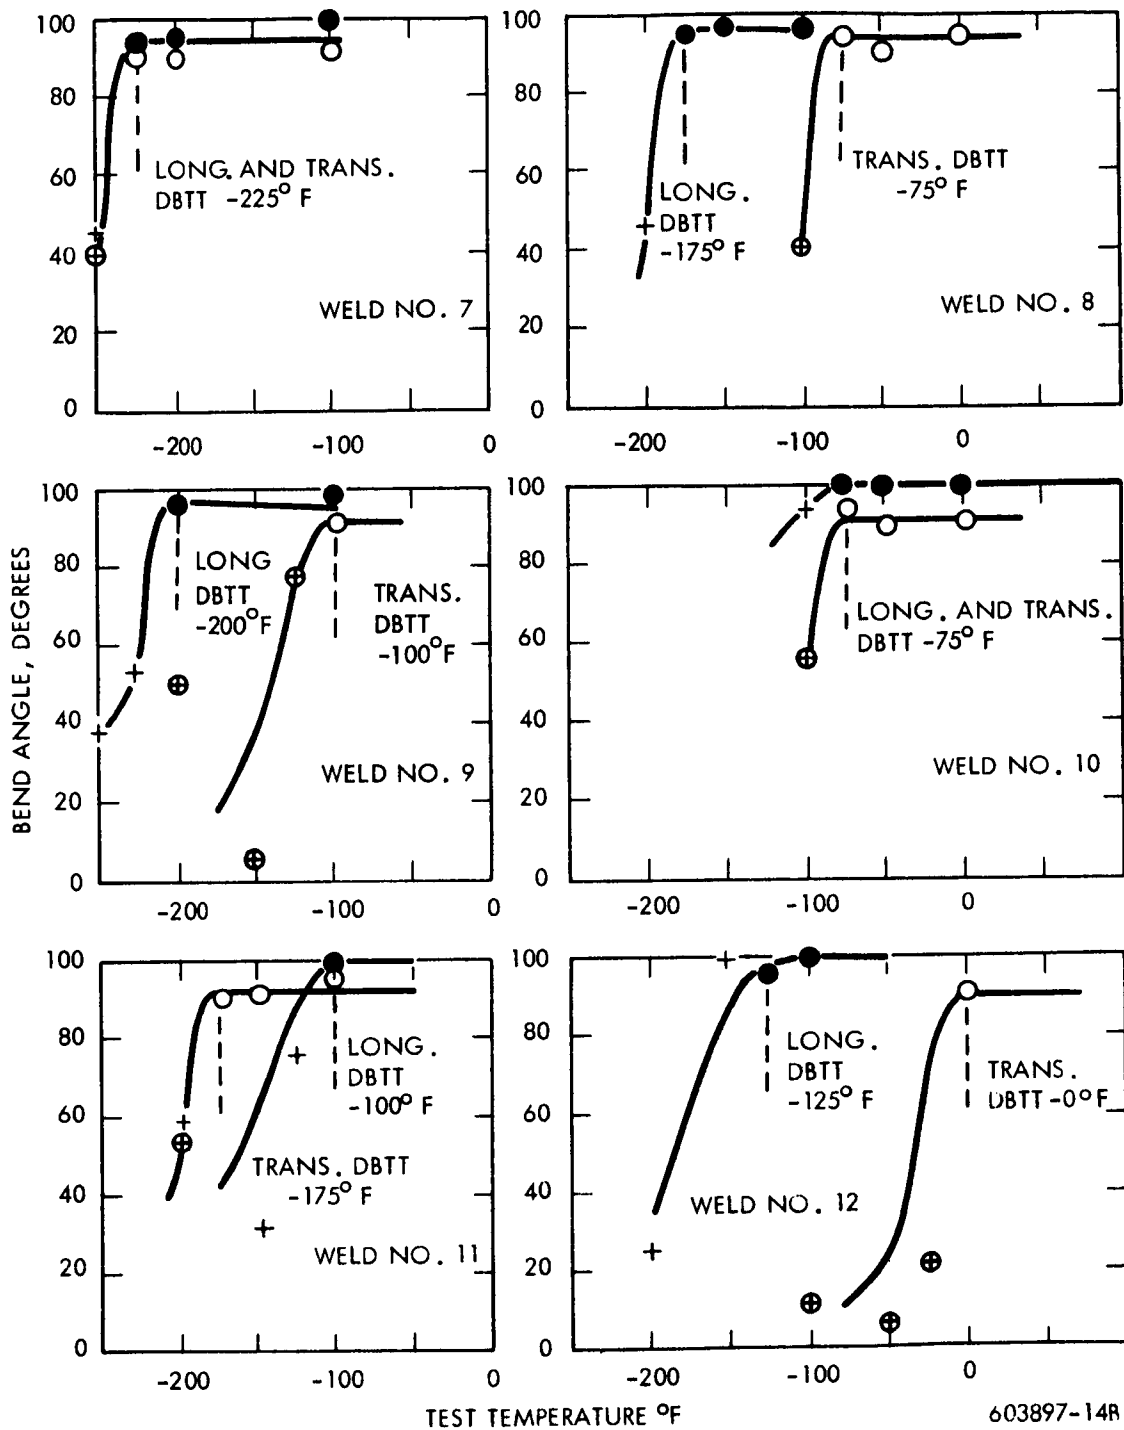 100
80
60
40
20
0
LONG. AND TRANS.
DBTT -225° F
WELD NO. 7
-200
-100
0
100
80
60
40
20
0
LONG.
DBTT
-175° F
TRANS. DBTT
-75° F
WELD NO. 8
-200
-100
0
BEND ANGLE, DEGREES
100
80
60
40
20
0
LONG
DBTT
-200°F
TRANS.
DBTT
-100°F
WELD NO. 9
-200
-100
0
100
80
60
40
20
0
LONG. AND TRANS.
DBTT -75° F
WELD NO. 10
-200
-100
0
100
80
60
40
20
0
LONG.
DBTT
-100° F
TRANS. DBTT
-175° F
WELD NO. 11
-200
-100
0
100
80
60
40
20
0
LONG.
DBTT
-125° F
TRANS.
DBTT -0°F
WELD NO. 12
-200
-100
0
TEST TEMPERATURE °F
603897-14B